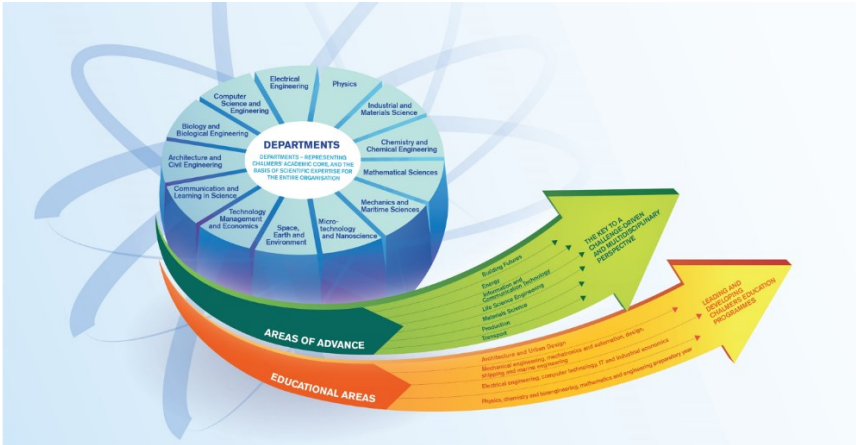 Electrical
Engineering
Physics
Computer
Science and
Engineering
Industrial and
Materials Science
Biology and
Biological Engineering
Chemistry and
Chemical Engineering
DEPARTMENTS
DEPARTMENTS – REPRESENTING
CHALMERS' ACADEMIC CORE, AND THE
BASIS OF SCIENTIFIC EXPERTISE FOR
THE ENTIRE ORGANISATION
Architecture and
Civil Engineering
Mathematical Sciences
Communication and
Learning in Science
Mechanics and
Maritime Sciences
Technology
Management
and Economics
Space,
Earth and
Environment
Micro-
technology
and Nanoscience
AREAS OF ADVANCE
Building Futures
Energy
Information and
Communication Technology
Life Science Engineering
Materials Science
Production
Transport
THE KEY TO A
CHALLENGE-DRIVEN
AND MULTIDISCIPLINARY
PERSPECTIVE
EDUCATIONAL AREAS
Architecture and Urban Design
Mechanical engineering, mechatronics and automation, design,
shipping and marine engineering
Electrical engineering, computer technology, IT and industrial economics
Physics, chemistry and bioengineering, mathematics and engineering preparatory year
LEADING AND
DEVELOPING
CHALMERS EDUCATION
PROGRAMMES